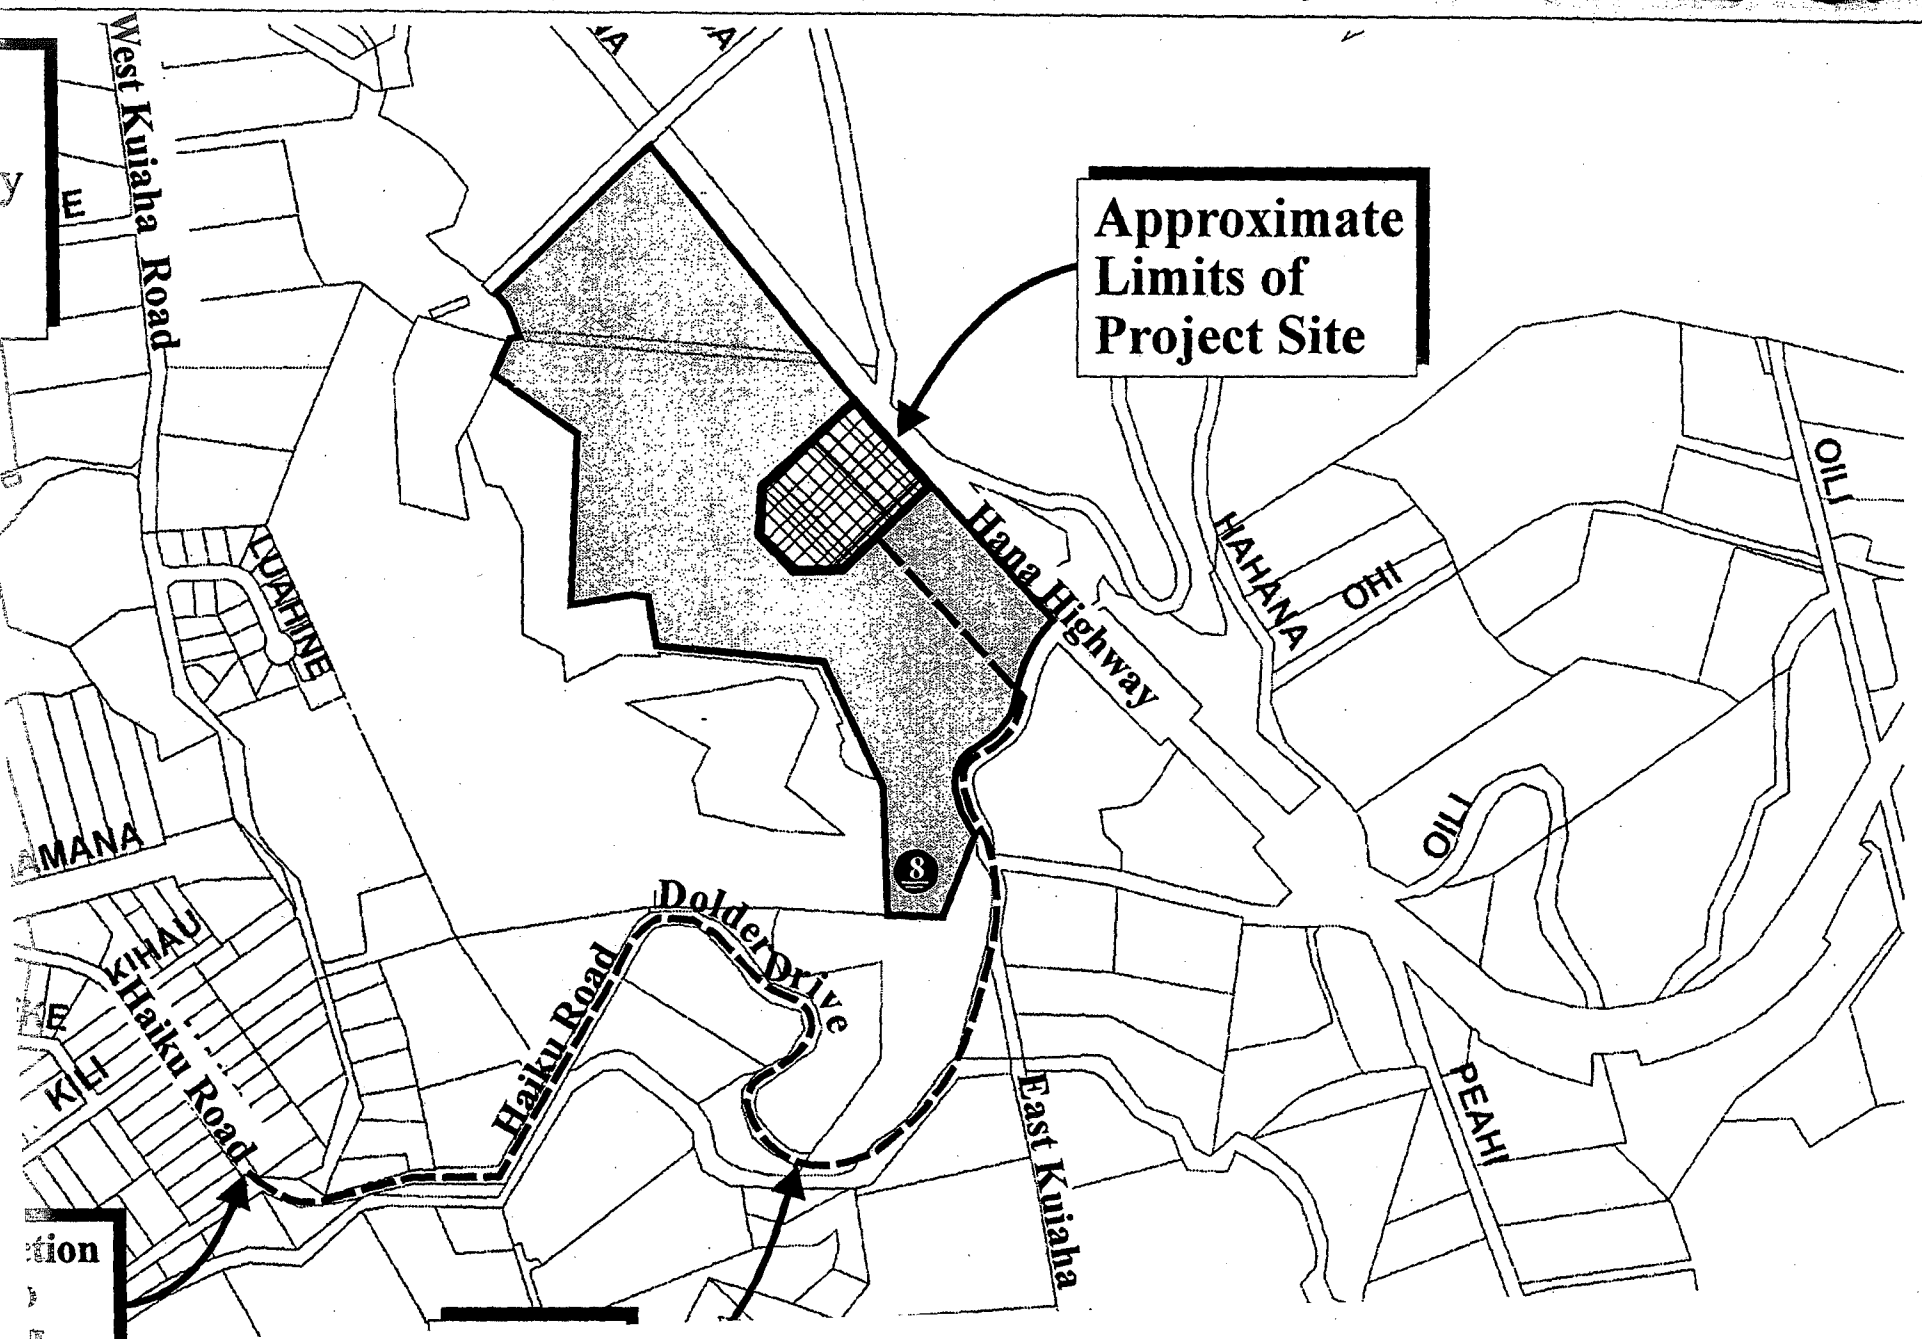 West Kuiaha Road
y
E
Approximate
Limits of
Project Site
OILI
Hana Highway
HAHANA
OHI
LUAHINE
OILI
MANA
8
KIHAU
Dolder Drive
Haiku Road
Haiku Road
E
KILI
PEAHI
East Kuiaha
tion